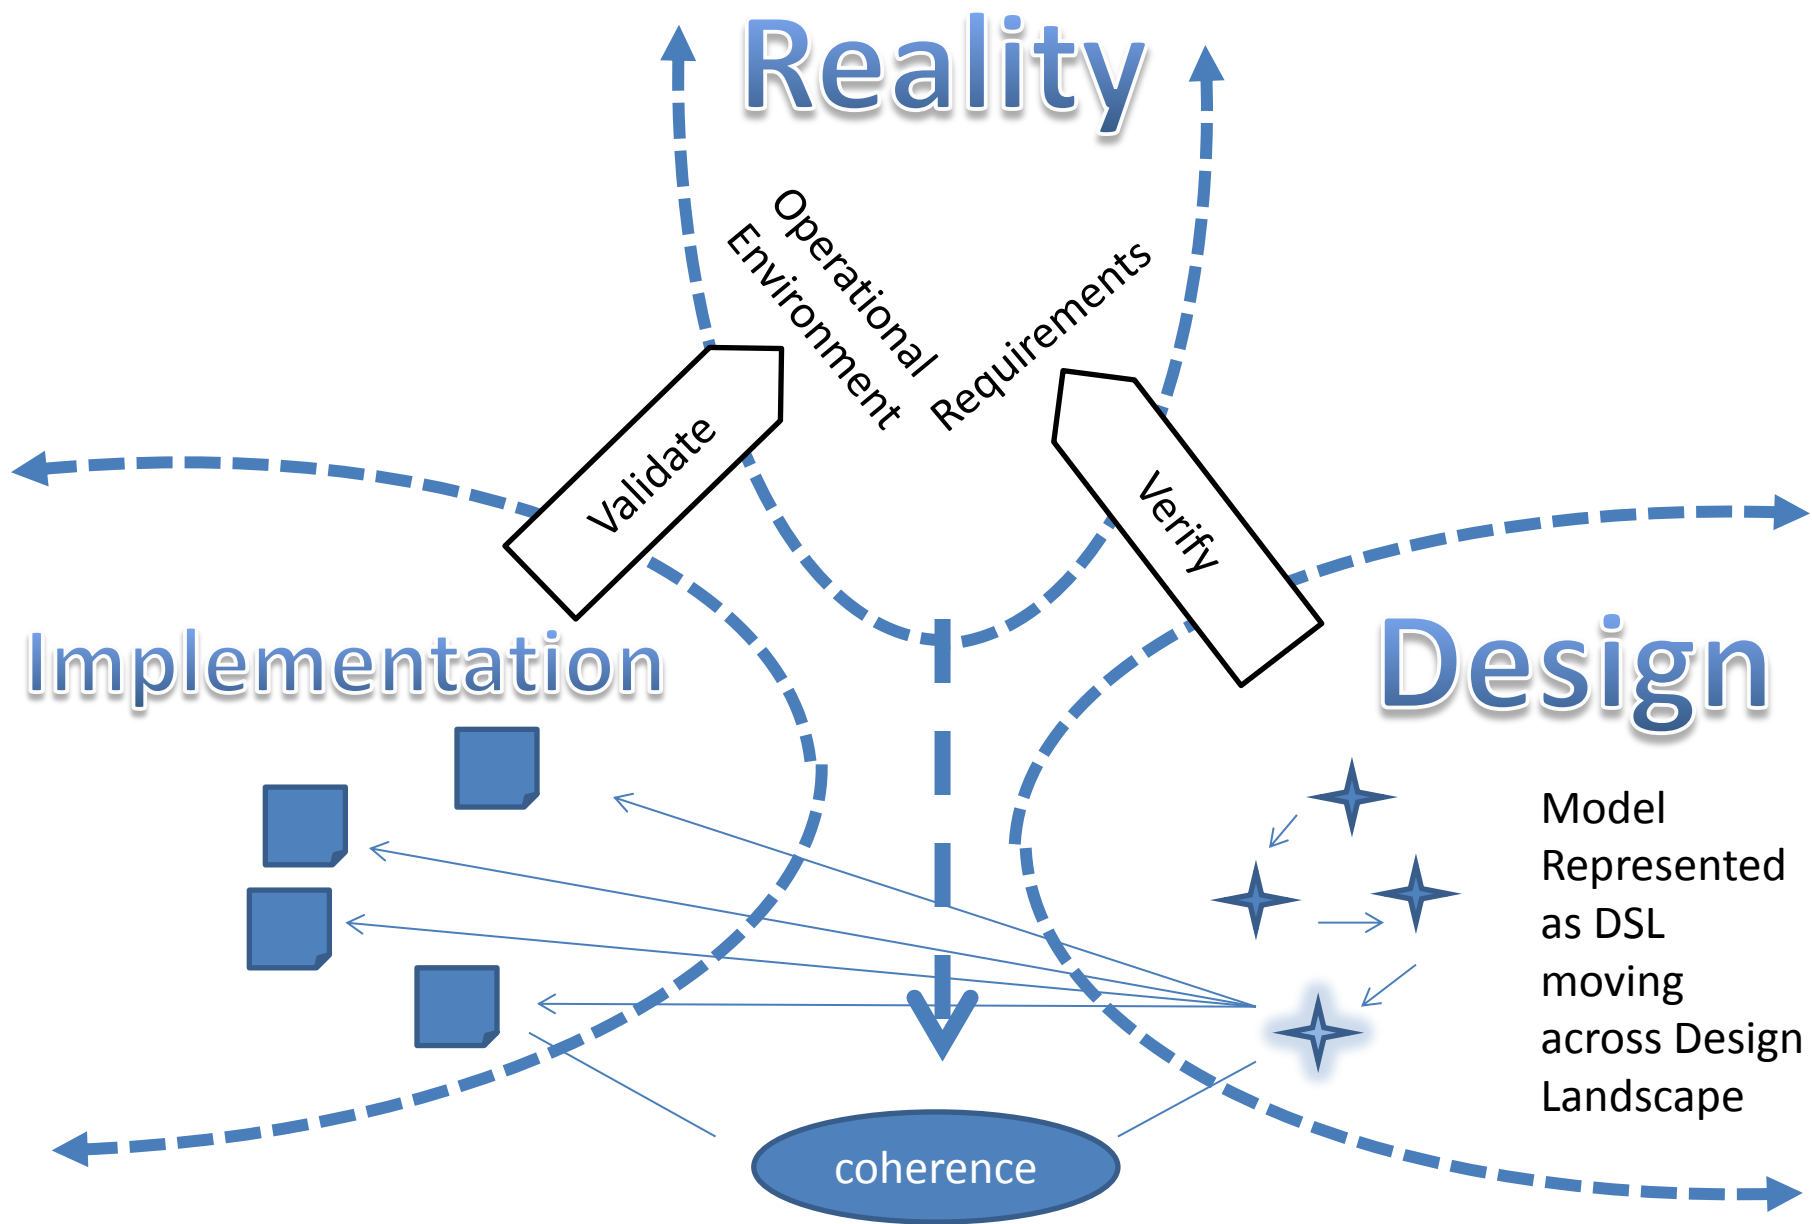 Reality
Operational
Environment
Requirements
Validate
Verify
Implementation
Design
Model
Represented
as DSL
moving
across Design
Landscape
coherence